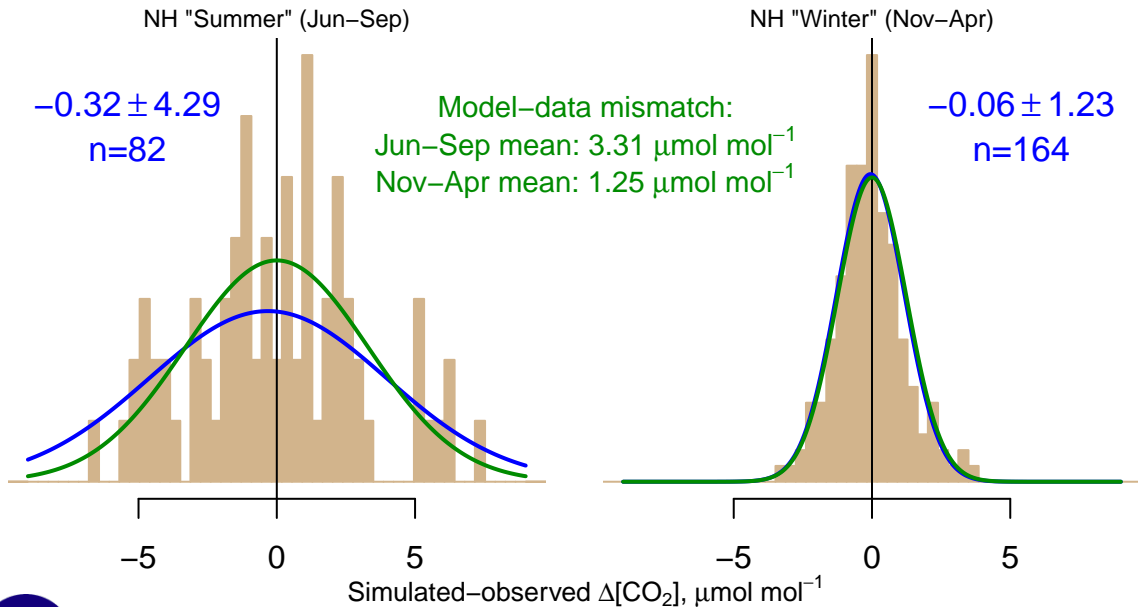 NH "Summer" (Jun−Sep)
−0.32 ± 4.29
n=82
Model−data mismatch:
Jun−Sep mean: 3.31 μmol mol⁻¹
Nov−Apr mean: 1.25 μmol mol⁻¹
NH "Winter" (Nov−Apr)
−0.06 ± 1.23
n=164
−5 0 5
−5 0 5
Simulated−observed Δ[CO₂], μmol mol⁻¹